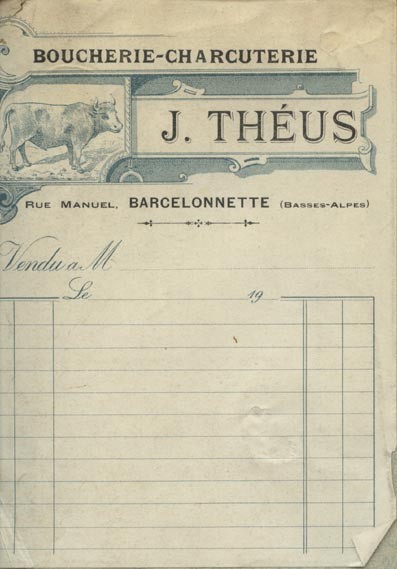 BOUCHERIE-CHARCUTERIE
J. THÉUS
RUE MANUEL, BARCELONNETTE (BASSES-ALPES)
Vendu a M
Le 19